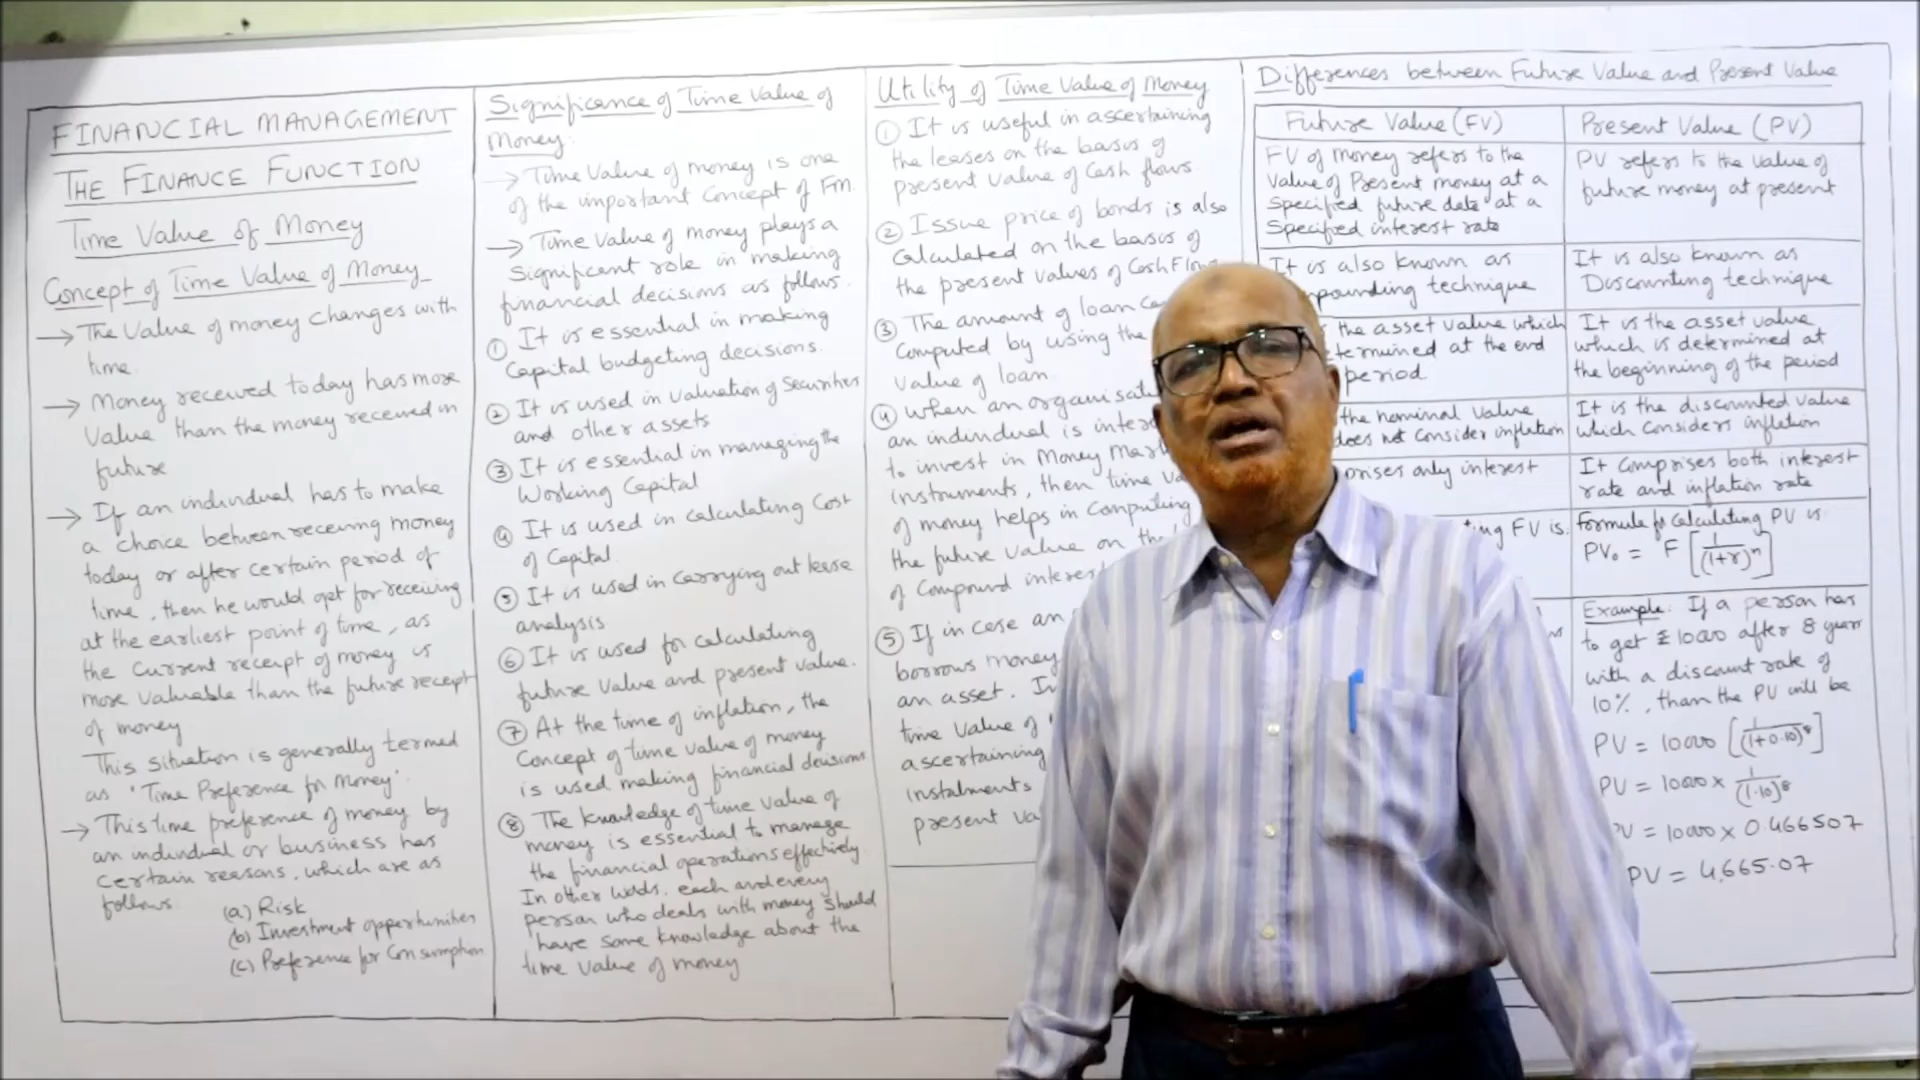 FINANCIAL MANAGEMENT
THE FINANCE FUNCTION
Time Value of Money
Concept of Time Value of Money
→ The Value of money changes with
time.
→ Money received today has more
value than the money received in
future
→ If an individual has to make
a choice between receiving money
today or after certain period of
time, then he would opt for receiving
at the earliest point of time, as
the current receipt of money is
more valuable than the future receipt
of money
This situation is generally termed
as "Time Preference for Money".
→ This time preference of money by
an individual or business has
certain reasons, which are as
follows
(a) Risk
(b) Investment opportunities
(c) Preference for Consumption
Significance of Time Value of
Money:
→ Time Value of money is one
of the important Concept of FM.
→ Time Value of money plays a
significant role in making
financial decisions as follows.
① It is essential in making
Capital budgeting decisions.
② It is used in valuation of Securities
and other assets
③ It is essential in managing the
Working Capital
④ It is used in calculating Cost
of Capital.
⑤ It is used in carrying out lease
analysis
⑥ It is used for calculating
future value and present value.
⑦ At the time of inflation, the
Concept of time value of money
is used making financial decisions
⑧ The knowledge of time value of
money is essential to manage
the financial operations effectively
In other words, each and every
person who deals with money should
have some knowledge about the
time value of money
Utility of Time Value of Money
① It is useful in ascertaining
the leases on the basis of
present value of Cash flows.
② Issue price of bonds is also
Calculated on the basis of
the present values of Cash Flow
③ The amount of loan
Computed by using the
value of loan
④ When an
an individual is
to invest in Money
instruments, then time
of money helps in Computing
the future value on the
of Compound interest
⑤ If in case an
borrows money
an asset. In
time value of
ascertaining
instalments
present
Differences between Future Value and Present Value
Future Value (FV) Present Value (PV)
FV of money refers to the
value of Present money at a
Specified future date at a
Specified interest rate
PV refers to the value of
future money at present
It is also known as
technique
It is also known as
Discounting technique
the asset value which
at the end
period
It is the asset value
which is determined at
the beginning of the period
the nominal value
does not consider inflation
It is the discounted value
which considers inflation
only interest
It Comprises both interest
rate and inflation rate
FV is:
Formula for Calculating PV is
PV₀ = F [1/(1+r)ⁿ]
Example: If a person has
to get ₹ 10000 after 8 year
with a discount rate of
10%, than the PV will be
PV = 10000 [1/(1+0.10)⁸]
PV = 10000 × 1/(1.10)⁸
PV = 10000 × 0.466507
PV = 4,665.07